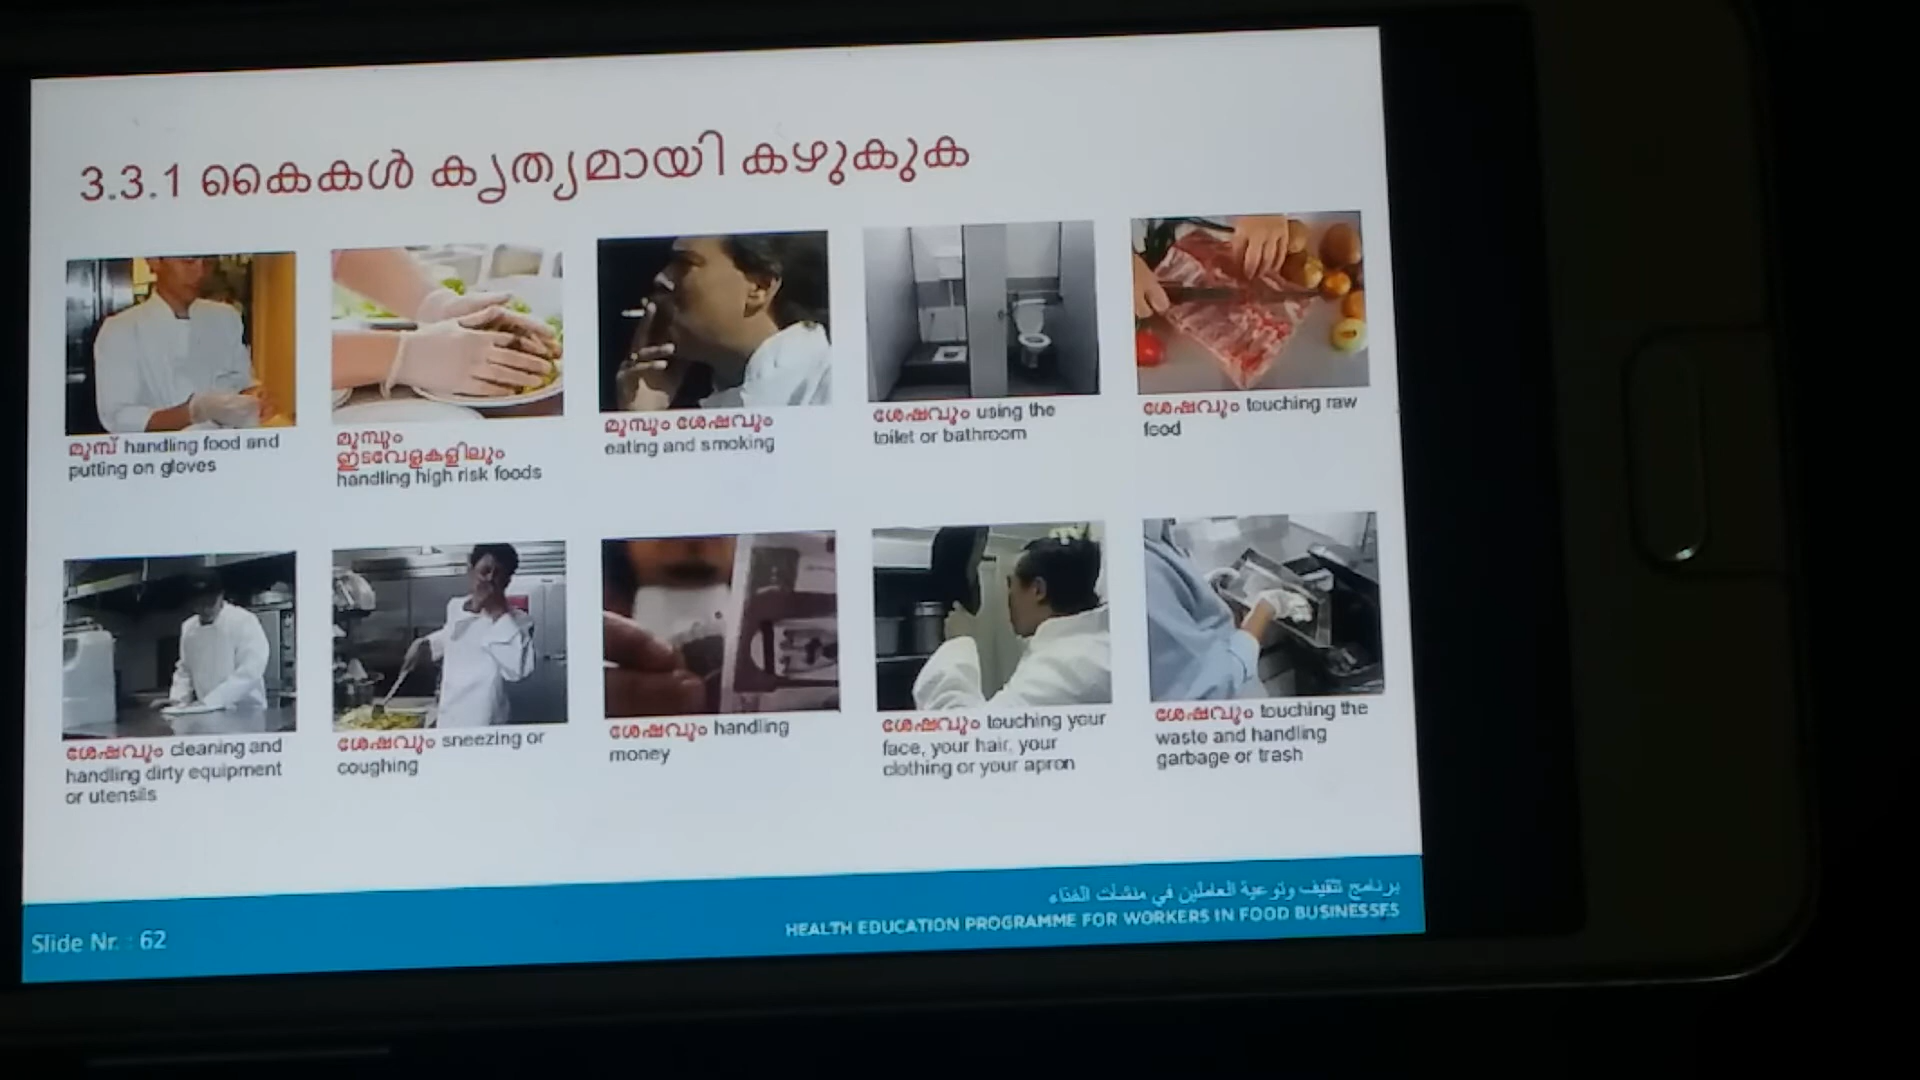 3.3.1 കൈകൾ കൃത്യമായി കഴുകുക
മുമ്പ് handling food and
putting on gloves
മുമ്പും
ഇടവേളകളിലും
handling high risk foods
മുമ്പും ശേഷവും
eating and smoking
ശേഷവും using the
toilet or bathroom
ശേഷവും touching raw
food
ശേഷവും cleaning and
handling dirty equipment
or utensils
ശേഷവും sneezing or
coughing
ശേഷവും handling
money
ശേഷവും touching your
face, your hair, your
clothing or your apron
ശേഷവും touching the
waste and handling
garbage or trash
برنامج تثقيف وتوعية العاملين في منشآت الغذاء
HEALTH EDUCATION PROGRAMME FOR WORKERS IN FOOD BUSINESSES
Slide Nr. : 62